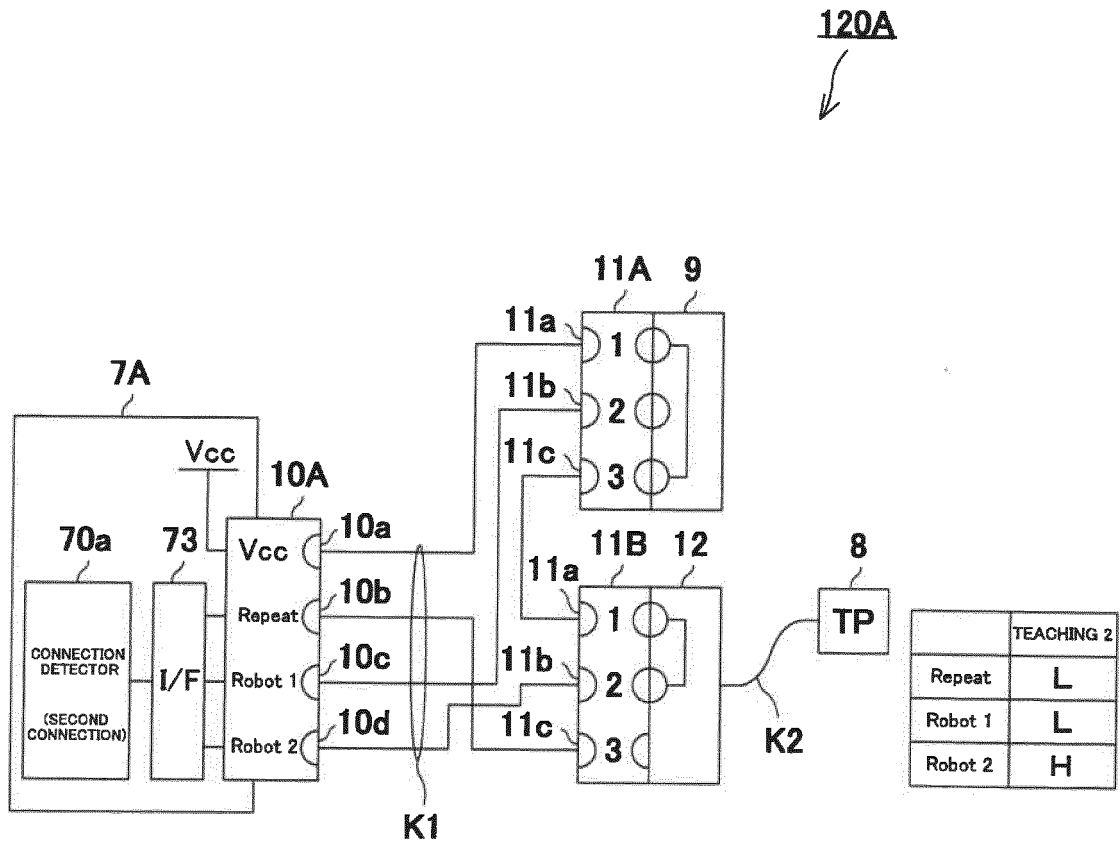 120A
11A 9
11a 1
7A
11b 2
Vcc
11c 3
10A
10a
70a 73
Vcc
11B 12 8
11a 1
TP
10b
Repeat
TEACHING 2
CONNECTION
DETECTOR
I/F
10c
11b 2
Repeat L
Robot 1
(SECOND
CONNECTION)
10d
11c 3
K2
Robot 1 L
Robot 2
Robot 2 H
K1